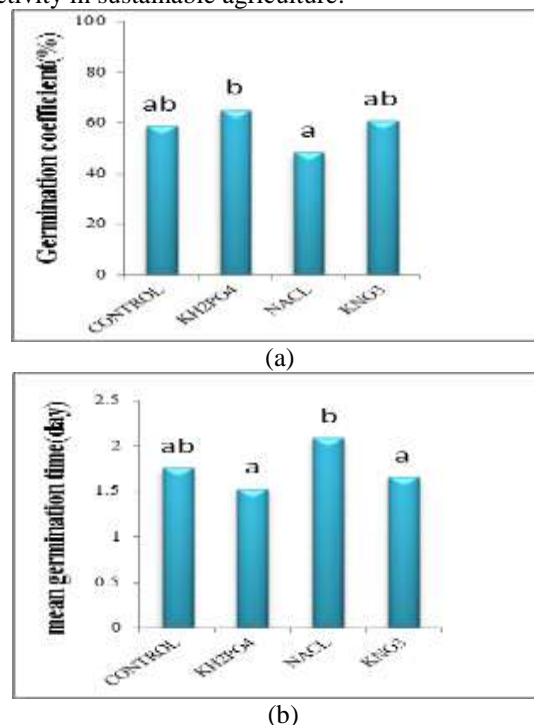 ctivity in sustainable agriculture.
100
80
60
40
20
0
Germination coefficient(%)
ab
b
a
ab
CONTROL
KH2PO4
NACL
KNO3
(a)
2.5
2
1.5
1
0.5
0
mean germination time(day)
ab
a
b
a
CONTROL
KH2PO4
NACL
KNO3
(b)